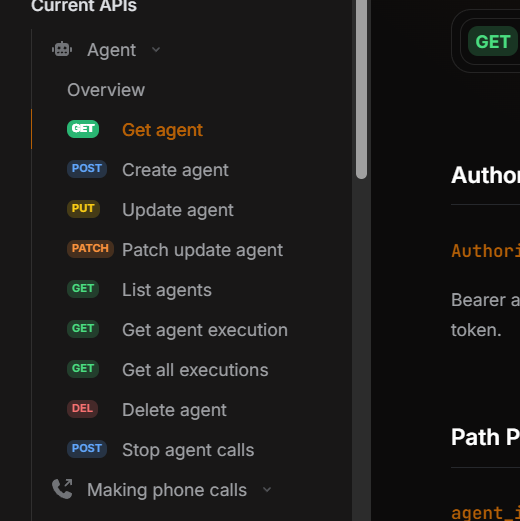 Current APIs
Agent
Overview
GET Get agent
POST Create agent
PUT Update agent
PATCH Patch update agent
GET List agents
GET Get agent execution
GET Get all executions
DEL Delete agent
POST Stop agent calls
Making phone calls
GET
Author
Authori
Bearer a
token.
Path P
agent_i